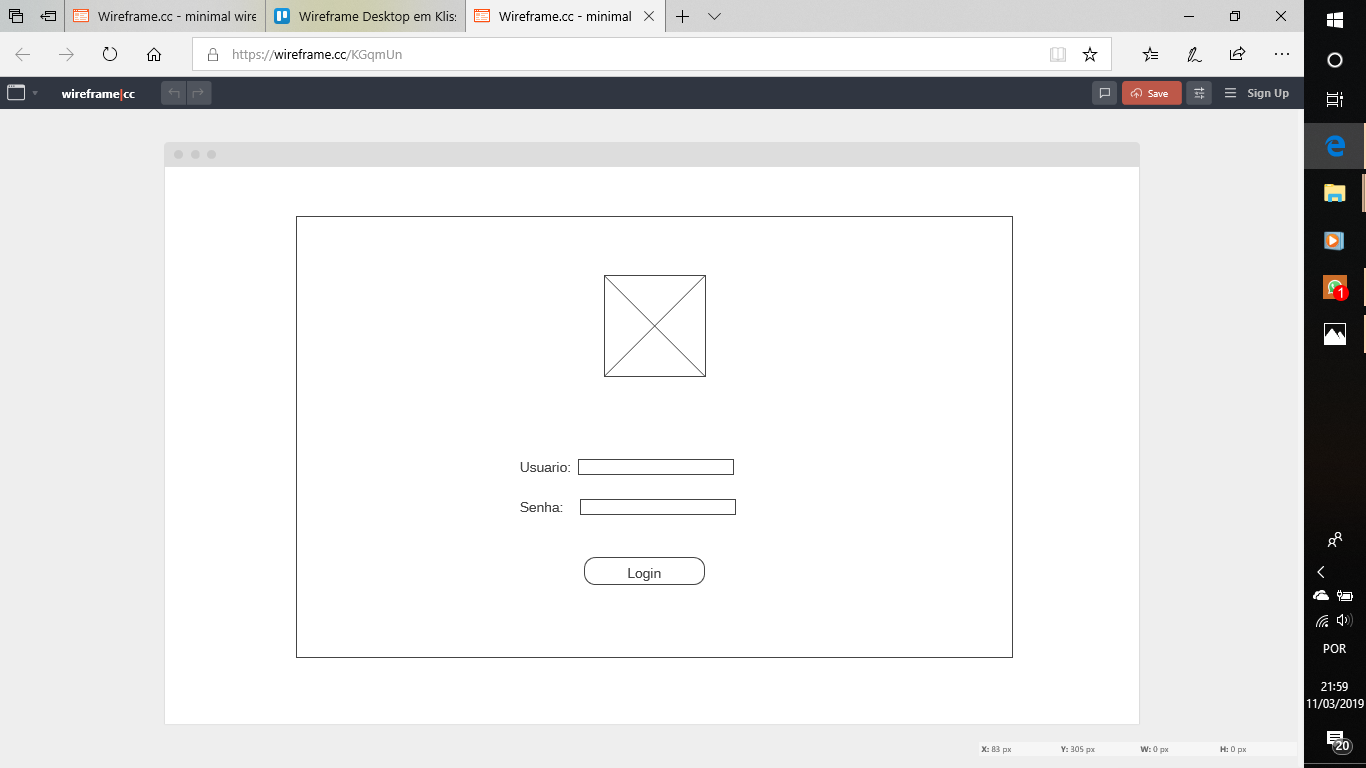 Wireframe.cc - minimal wire
Wireframe Desktop em Klis
Wireframe.cc - minimal
https://wireframe.cc/KGqmUn
wireframe|cc
Save
Sign Up
Usuario:
Senha:
Login
X: 83 px Y: 305 px W: 0 px H: 0 px
1
POR
21:59
11/03/2019
20